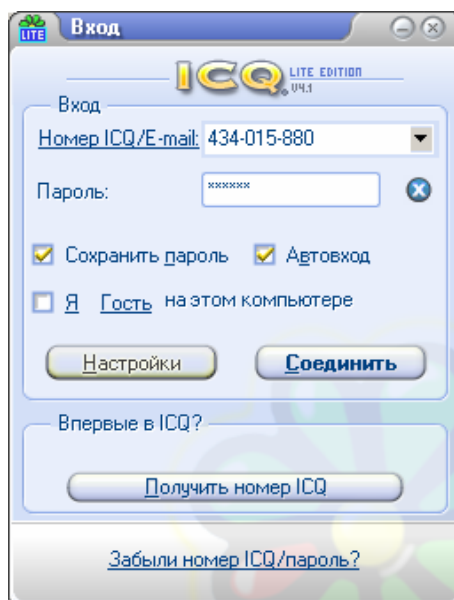 LITE Вход
ICQ LITE EDITION
® V4.1
Вход
Номер ICQ/E-mail: 434-015-880
Пароль: ××××××
Сохранить пароль Автовход
Я Гость на этом компьютере
Настройки Соединить
Впервые в ICQ?
Получить номер ICQ
Забыли номер ICQ/пароль?